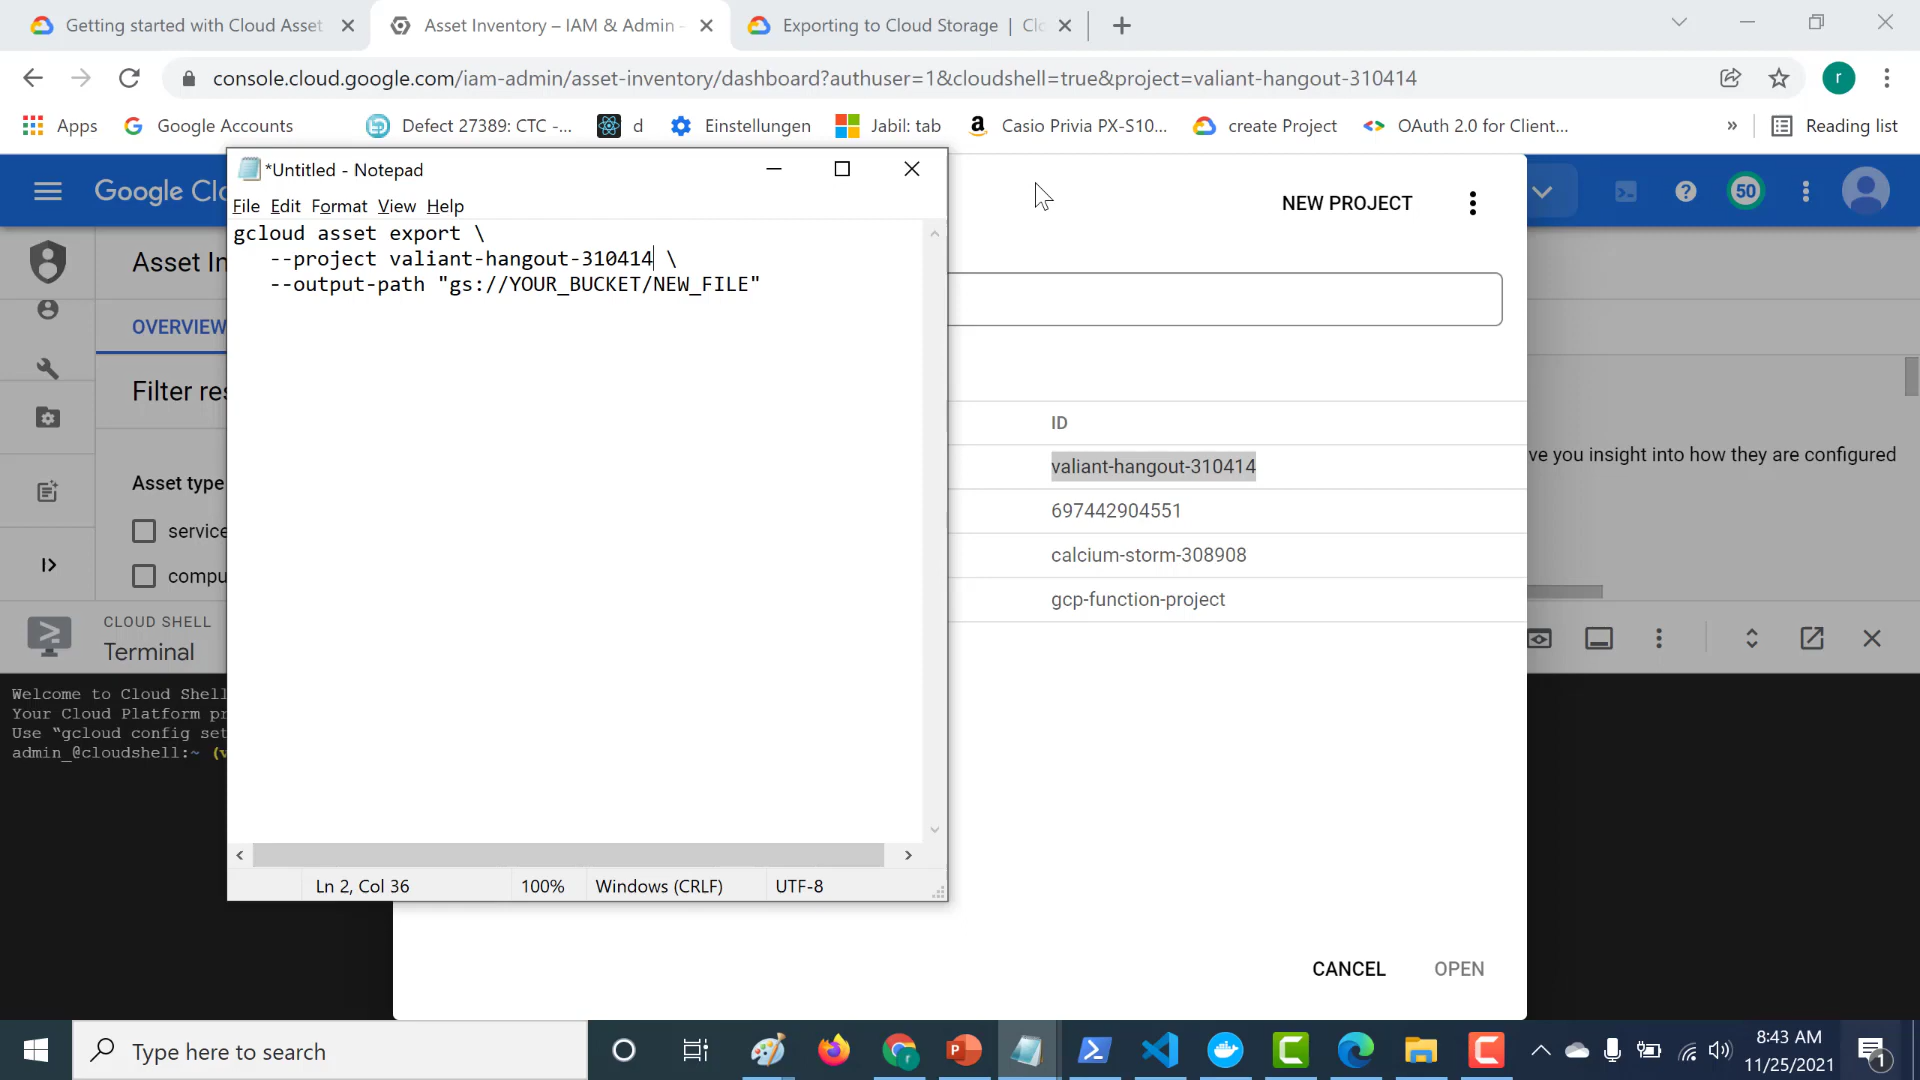 Getting started with Cloud Asset
Asset Inventory – IAM & Admin -
Exporting to Cloud Storage | Clo
console.cloud.google.com/iam-admin/asset-inventory/dashboard?authuser=1&cloudshell=true&project=valiant-hangout-310414
r
Apps
Google Accounts
Defect 27389: CTC -...
d
Einstellungen
Jabil: tab
Casio Privia PX-S10...
create Project
OAuth 2.0 for Client...
»
Reading list
*Untitled - Notepad
File Edit Format View Help
gcloud asset export \
--project valiant-hangout-310414 \
--output-path "gs://YOUR_BUCKET/NEW_FILE"
Ln 2, Col 36
100%
Windows (CRLF)
UTF-8
Google Clo
50
NEW PROJECT
Asset In
OVERVIEW
Filter res
Asset type
service
compu
ID
valiant-hangout-310414
697442904551
calcium-storm-308908
gcp-function-project
ve you insight into how they are configured
CLOUD SHELL
Terminal
Welcome to Cloud Shell
Your Cloud Platform pr
Use "gcloud config set
admin_@cloudshell:~ (v
CANCEL
OPEN
Type here to search
8:43 AM
11/25/2021
1